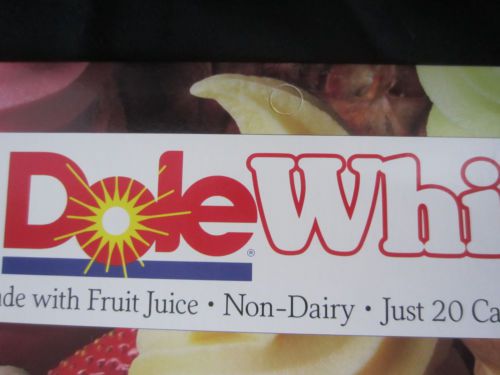 Dole® Whi
de with Fruit Juice • Non-Dairy • Just 20 Ca